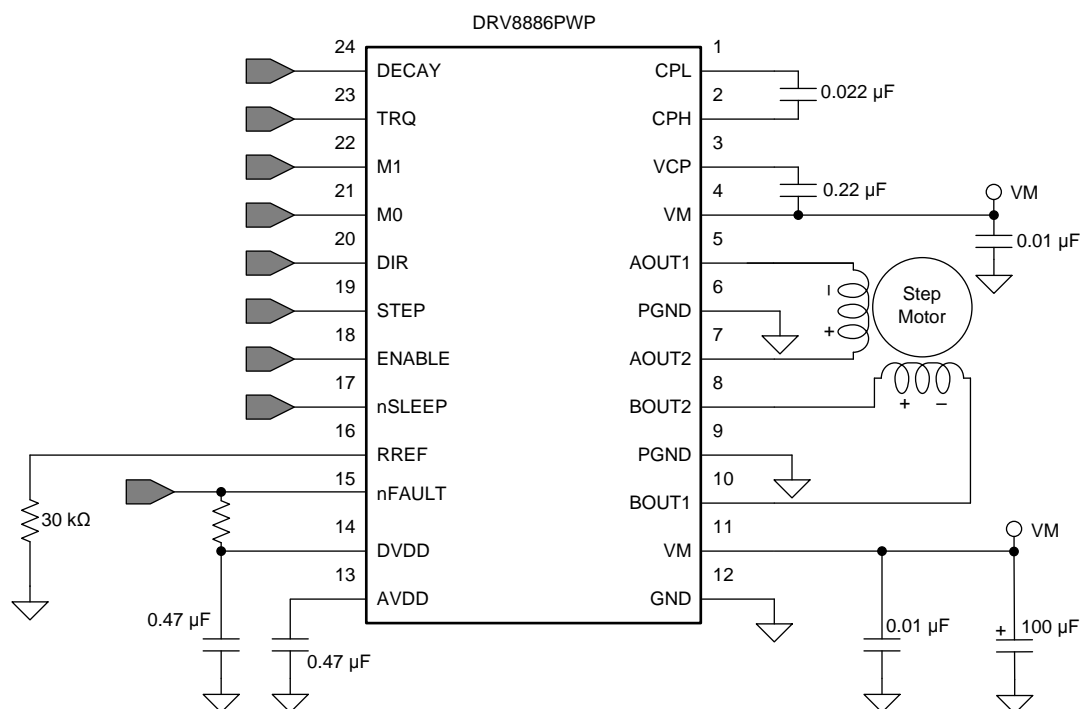 DRV8886PWP
24
DECAY
23
TRQ
22
M1
21
M0
20
DIR
19
STEP
18
ENABLE
17
nSLEEP
16
RREF
15
nFAULT
14
DVDD
13
AVDD
1
CPL
2
CPH
3
VCP
4
VM
5
AOUT1
6
PGND
7
AOUT2
8
BOUT2
9
PGND
10
BOUT1
11
VM
12
GND
0.022 µF
0.22 µF
VM
0.01 µF
Step
Motor
–
+
+ –
30 kΩ
0.47 µF
0.47 µF
VM
0.01 µF
+
100 µF